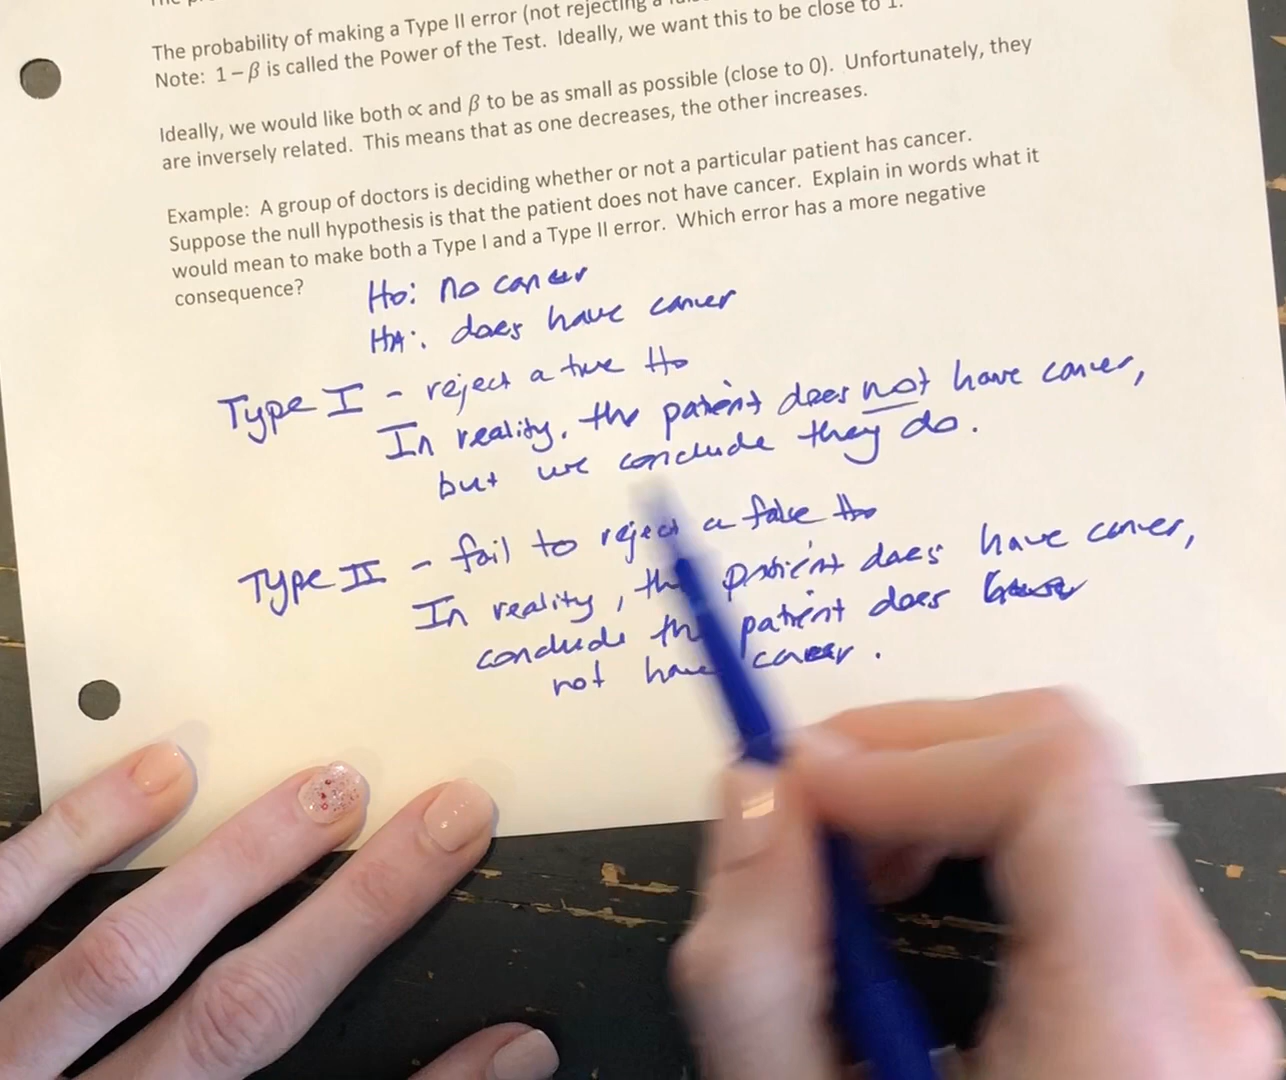 The probability of making a Type II error (not rejecting a
Note: 1 – β is called the Power of the Test. Ideally, we want this to be close to 1.
Ideally, we would like both ∝ and β to be as small as possible (close to 0). Unfortunately, they
are inversely related. This means that as one decreases, the other increases.
Example: A group of doctors is deciding whether or not a particular patient has cancer.
Suppose the null hypothesis is that the patient does not have cancer. Explain in words what it
would mean to make both a Type I and a Type II error. Which error has a more negative
consequence?
Ho: no cancer
HA: does have cancer
Type I - reject a true Ho
In reality, the patient does not have cancer,
but we conclude they do.
Type II - fail to reject a false Ho
In reality, the patient does have cancer,
conclude the patient does
not have cancer.